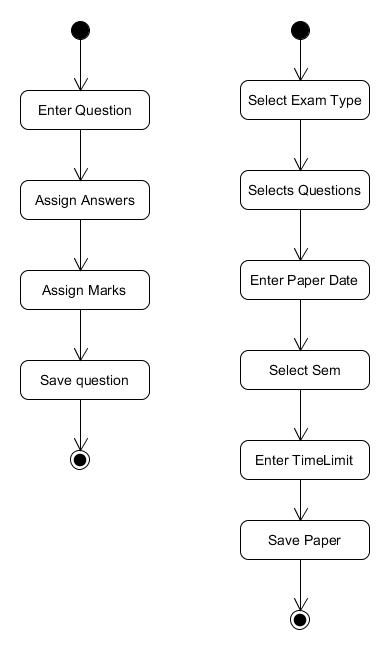 Enter Question
Assign Answers
Assign Marks
Save question
Select Exam Type
Selects Questions
Enter Paper Date
Select Sem
Enter TimeLimit
Save Paper